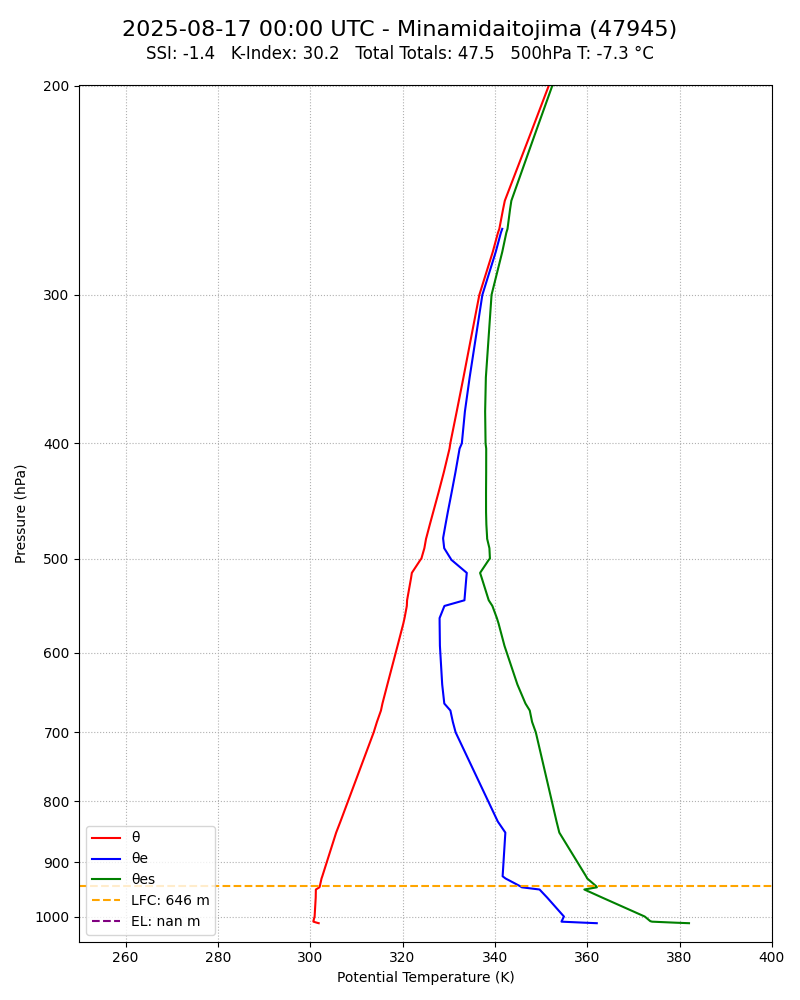 2025-08-17 00:00 UTC - Minamidaitojima (47945)
SSI: -1.4   K-Index: 30.2   Total Totals: 47.5   500hPa T: -7.3 °C
200
300
400
500
600
700
800
900
1000
Pressure (hPa)
θ
θe
θes
LFC: 646 m
EL: nan m
260
280
300
320
340
360
380
400
Potential Temperature (K)